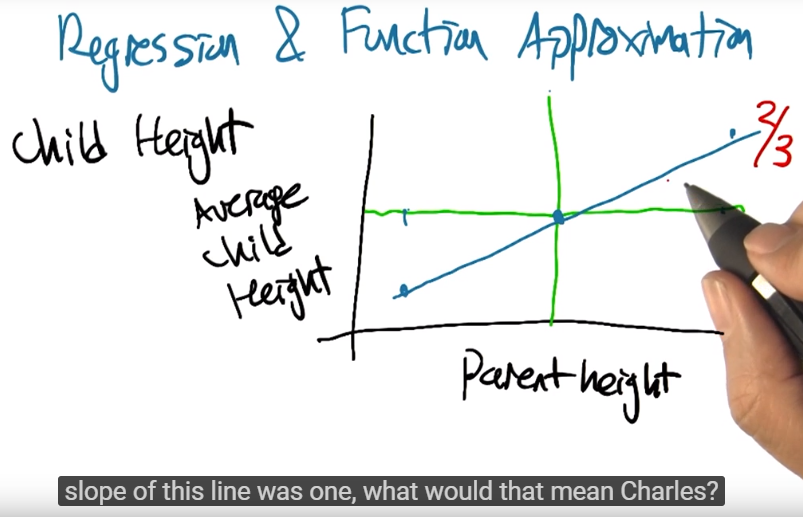 Regression & Function Approximation
Child Height
2/3
Average
Child
Height
Parent height
slope of this line was one, what would that mean Charles?